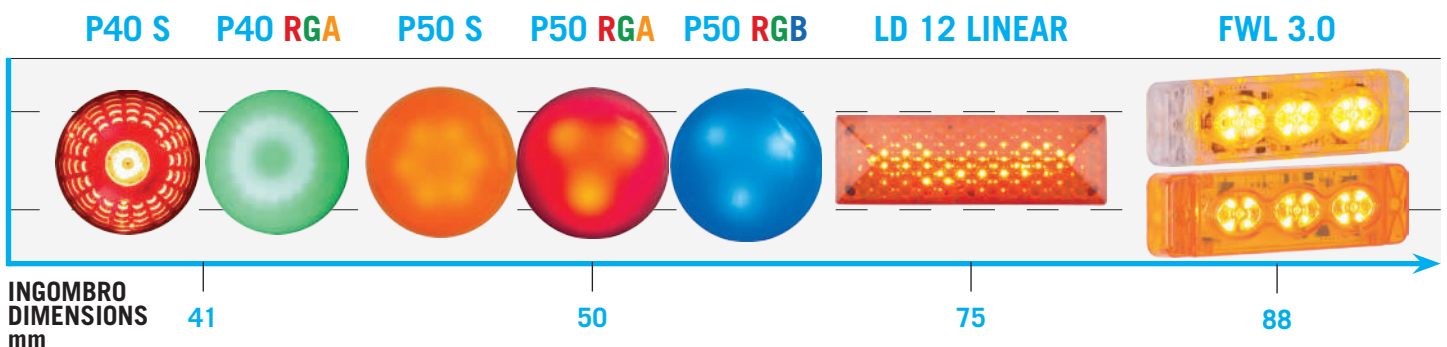 P40 S P40 RGA P50 S P50 RGA P50 RGB LD 12 LINEAR FWL 3.0
INGOMBRO
DIMENSIONS
mm
41 50 75 88